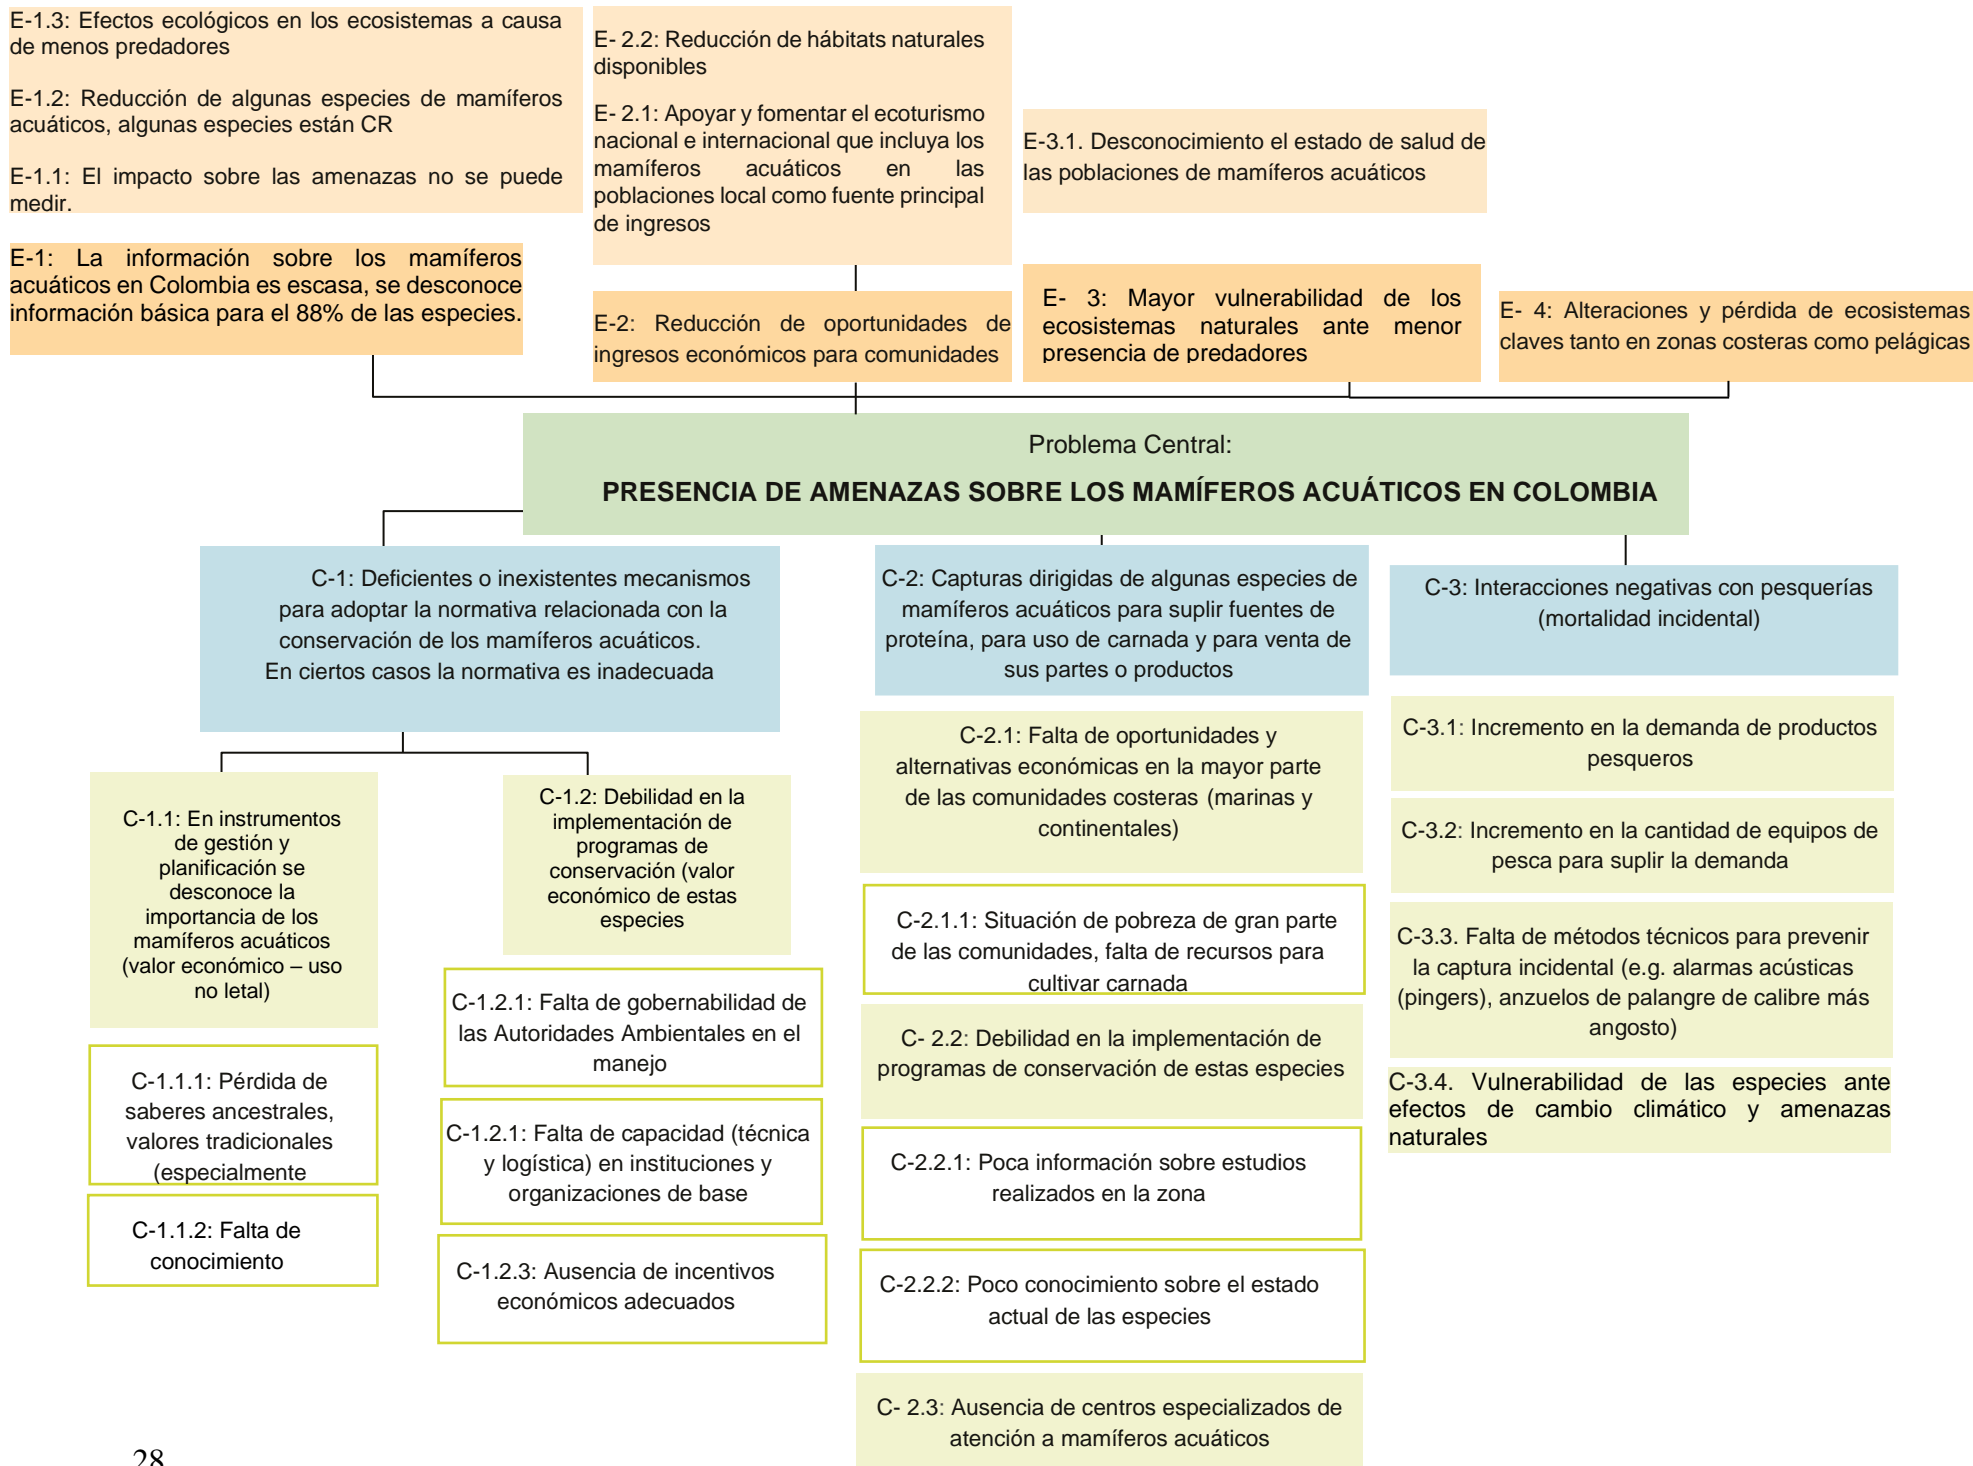 E-1.3: Efectos ecológicos en los ecosistemas a causa
de menos predadores
E-1.2: Reducción de algunas especies de mamíferos
acuáticos, algunas especies están CR
E-1.1: El impacto sobre las amenazas no se puede
medir.
E- 2.2: Reducción de hábitats naturales
disponibles
E- 2.1: Apoyar y fomentar el ecoturismo
nacional e internacional que incluya los
mamíferos acuáticos en las
poblaciones local como fuente principal
de ingresos
E-3.1. Desconocimiento el estado de salud de
las poblaciones de mamíferos acuáticos
E-1: La información sobre los mamíferos
acuáticos en Colombia es escasa, se desconoce
información básica para el 88% de las especies.
E-2: Reducción de oportunidades de
ingresos económicos para comunidades
E- 3: Mayor vulnerabilidad de los
ecosistemas naturales ante menor
presencia de predadores
E- 4: Alteraciones y pérdida de ecosistemas
claves tanto en zonas costeras como pelágicas
Problema Central:
PRESENCIA DE AMENAZAS SOBRE LOS MAMÍFEROS ACUÁTICOS EN COLOMBIA
C-1: Deficientes o inexistentes mecanismos
para adoptar la normativa relacionada con la
conservación de los mamíferos acuáticos.
En ciertos casos la normativa es inadecuada
C-1.1: En instrumentos
de gestión y
planificación se
desconoce la
importancia de los
mamíferos acuáticos
(valor económico – uso
no letal)
C-1.1.1: Pérdida de
saberes ancestrales,
valores tradicionales
(especialmente
C-1.1.2: Falta de
conocimiento
C-1.2: Debilidad en la
implementación de
programas de
conservación (valor
económico de estas
especies
C-1.2.1: Falta de gobernabilidad de
las Autoridades Ambientales en el
manejo
C-1.2.1: Falta de capacidad (técnica
y logística) en instituciones y
organizaciones de base
C-1.2.3: Ausencia de incentivos
económicos adecuados
C-2: Capturas dirigidas de algunas especies de
mamíferos acuáticos para suplir fuentes de
proteína, para uso de carnada y para venta de
sus partes o productos
C-2.1: Falta de oportunidades y
alternativas económicas en la mayor parte
de las comunidades costeras (marinas y
continentales)
C-2.1.1: Situación de pobreza de gran parte
de las comunidades, falta de recursos para
cultivar carnada
C- 2.2: Debilidad en la implementación de
programas de conservación de estas especies
C-2.2.1: Poca información sobre estudios
realizados en la zona
C-2.2.2: Poco conocimiento sobre el estado
actual de las especies
C- 2.3: Ausencia de centros especializados de
atención a mamíferos acuáticos
C-3: Interacciones negativas con pesquerías
(mortalidad incidental)
C-3.1: Incremento en la demanda de productos
pesqueros
C-3.2: Incremento en la cantidad de equipos de
pesca para suplir la demanda
C-3.3. Falta de métodos técnicos para prevenir
la captura incidental (e.g. alarmas acústicas
(pingers), anzuelos de palangre de calibre más
angosto)
C-3.4. Vulnerabilidad de las especies ante
efectos de cambio climático y amenazas
naturales
28